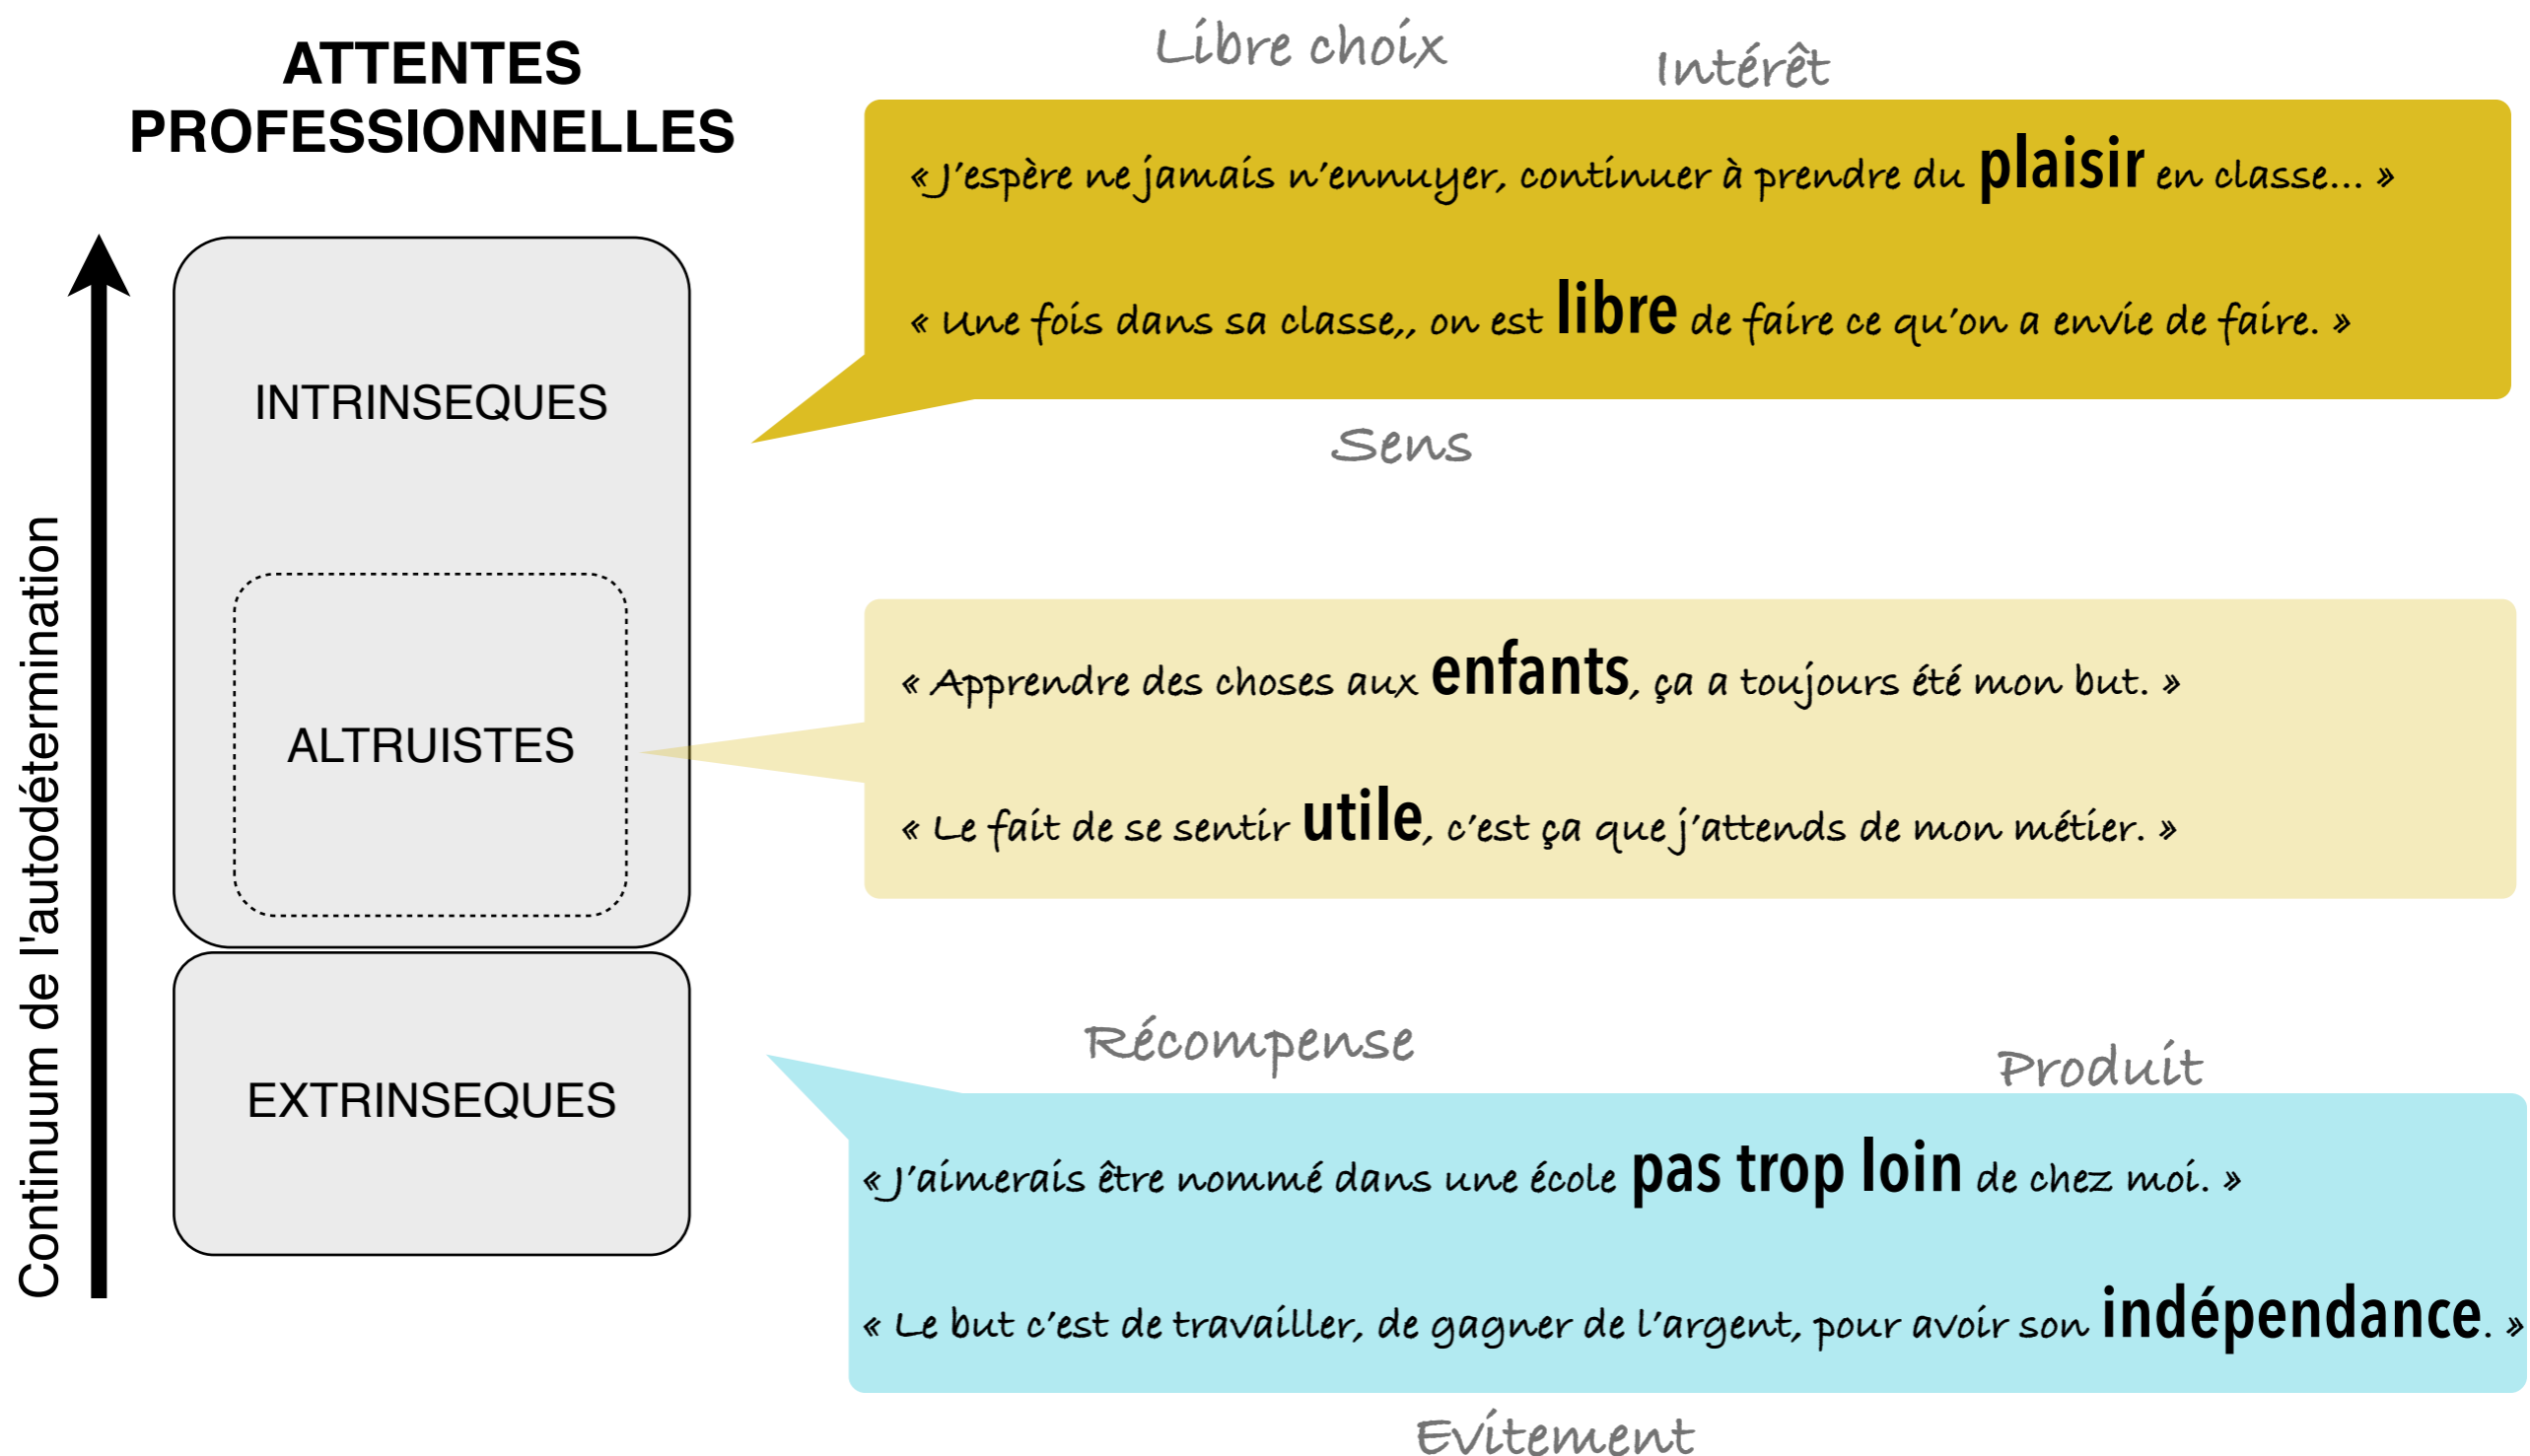 ATTENTES
PROFESSIONNELLES
Continuum de l'autodétermination
INTRINSEQUES
ALTRUISTES
EXTRINSEQUES
Libre choix
Intérêt
« J'espère ne jamais n'ennuyer, continuer à prendre du plaisir en classe... »
« Une fois dans sa classe,, on est libre de faire ce qu'on a envie de faire. »
Sens
« Apprendre des choses aux enfants, ça a toujours été mon but. »
« Le fait de se sentir utile, c'est ça que j'attends de mon métier. »
Récompense
Produit
« J'aimerais être nommé dans une école pas trop loin de chez moi. »
« Le but c'est de travailler, de gagner de l'argent, pour avoir son indépendance. »
Evitement